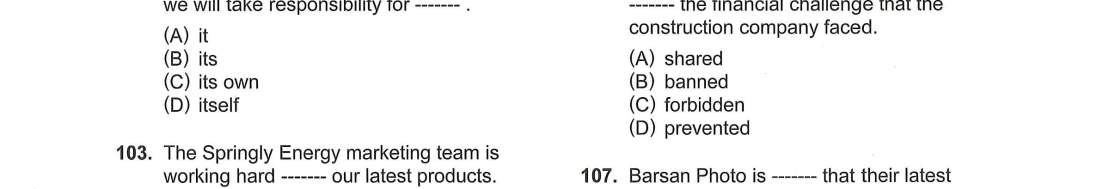 we will take responsibility for ------- .
(A) it
(B) its
(C) its own
(D) itself
103. The Springly Energy marketing team is
working hard ------- our latest products.
------- the financial challenge that the
construction company faced.
(A) shared
(B) banned
(C) forbidden
(D) prevented
107. Barsan Photo is ------- that their latest